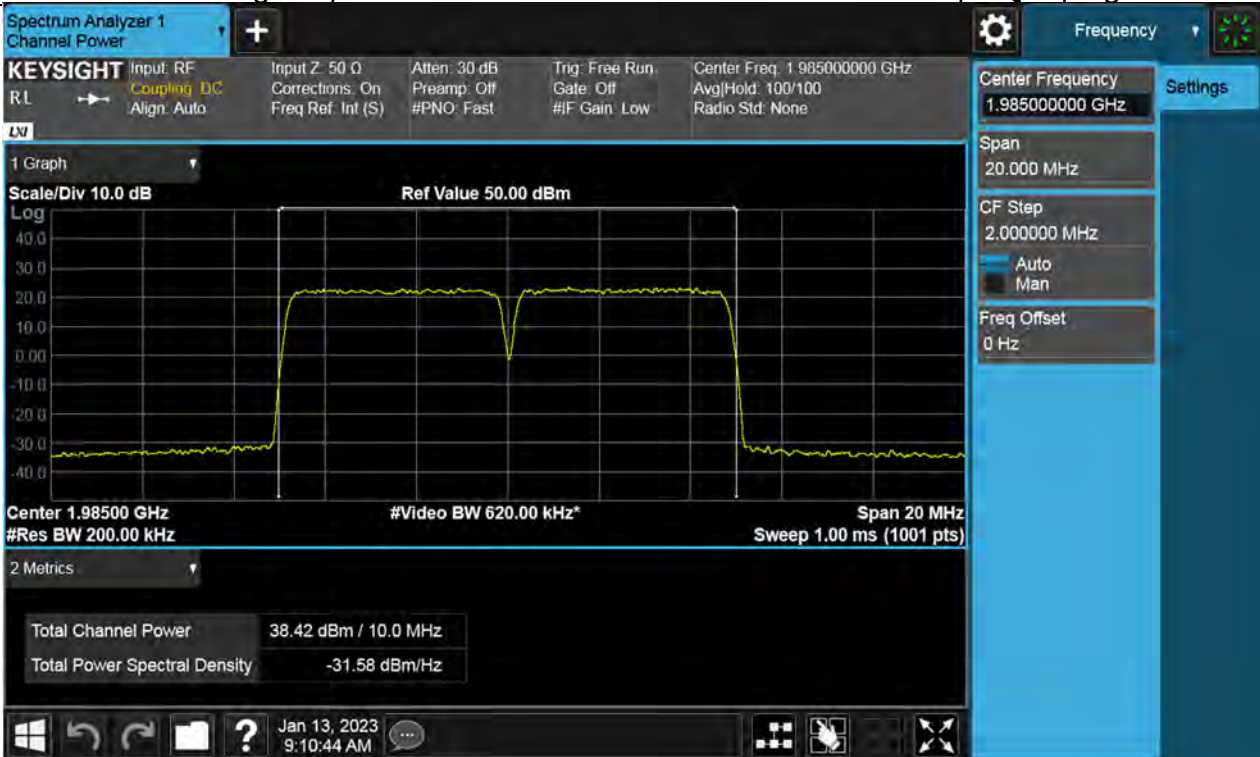 Spectrum Analyzer 1
Channel Power
Frequency
KEYSIGHT
RL
LXI
Input: RF
Coupling: DC
Align: Auto
Input Z: 50 Ω
Corrections: On
Freq Ref: Int (S)
Atten: 30 dB
Preamp: Off
#PNO: Fast
Trig: Free Run
Gate: Off
#IF Gain: Low
Center Freq: 1.985000000 GHz
Avg|Hold: 100/100
Radio Std: None
Center Frequency
1.985000000 GHz
Settings
Span
20.000 MHz
CF Step
2.000000 MHz
Auto
Man
Freq Offset
0 Hz
1 Graph
Scale/Div 10.0 dB
Ref Value 50.00 dBm
Log
40.0
30.0
20.0
10.0
0.00
-10.0
-20.0
-30.0
-40.0
Center 1.98500 GHz
#Video BW 620.00 kHz*
Span 20 MHz
#Res BW 200.00 kHz
Sweep 1.00 ms (1001 pts)
2 Metrics
Total Channel Power 38.42 dBm / 10.0 MHz
Total Power Spectral Density -31.58 dBm/Hz
?
Jan 13, 2023
9:10:44 AM